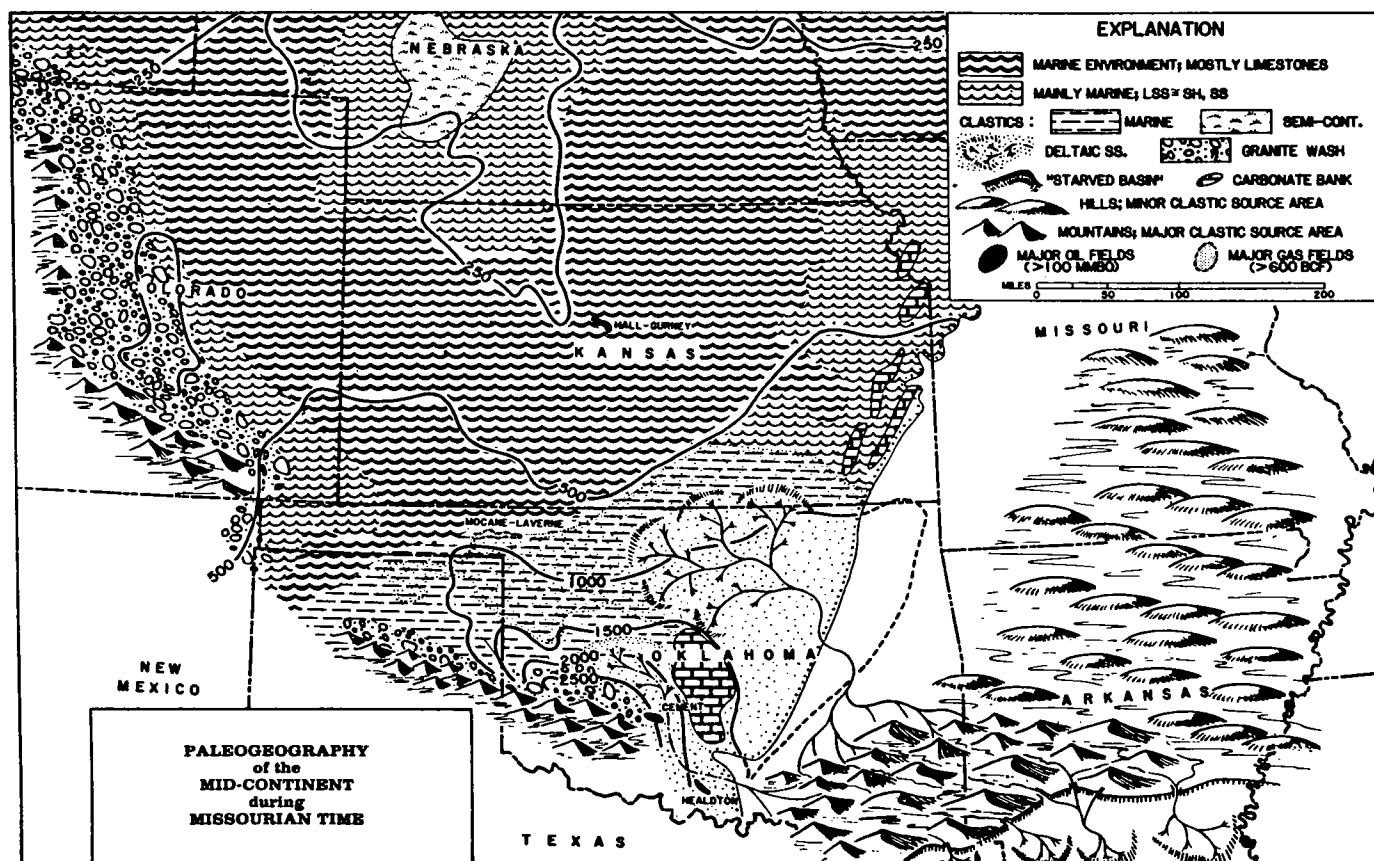 NEBRASKA
250
250
250
COLORADO
HALL-GURNEY
KANSAS
500
MOCANE-LAVERNE
500
1000
1500
2000
2500
OKLAHOMA
CEMENT
HEALDTON
NEW
MEXICO
TEXAS
MISSOURI
ARKANSAS
EXPLANATION
MARINE ENVIRONMENT; MOSTLY LIMESTONES
MAINLY MARINE; LSS ≅ SH, SS
CLASTICS : MARINE SEMI-CONT.
DELTAIC SS. GRANITE WASH
"STARVED BASIN" CARBONATE BANK
HILLS; MINOR CLASTIC SOURCE AREA
MOUNTAINS; MAJOR CLASTIC SOURCE AREA
MAJOR OIL FIELDS MAJOR GAS FIELDS
(>100 MMBO) (>600 BCF)
MILES 0 50 100 200
PALEOGEOGRAPHY
of the
MID-CONTINENT
during
MISSOURIAN TIME